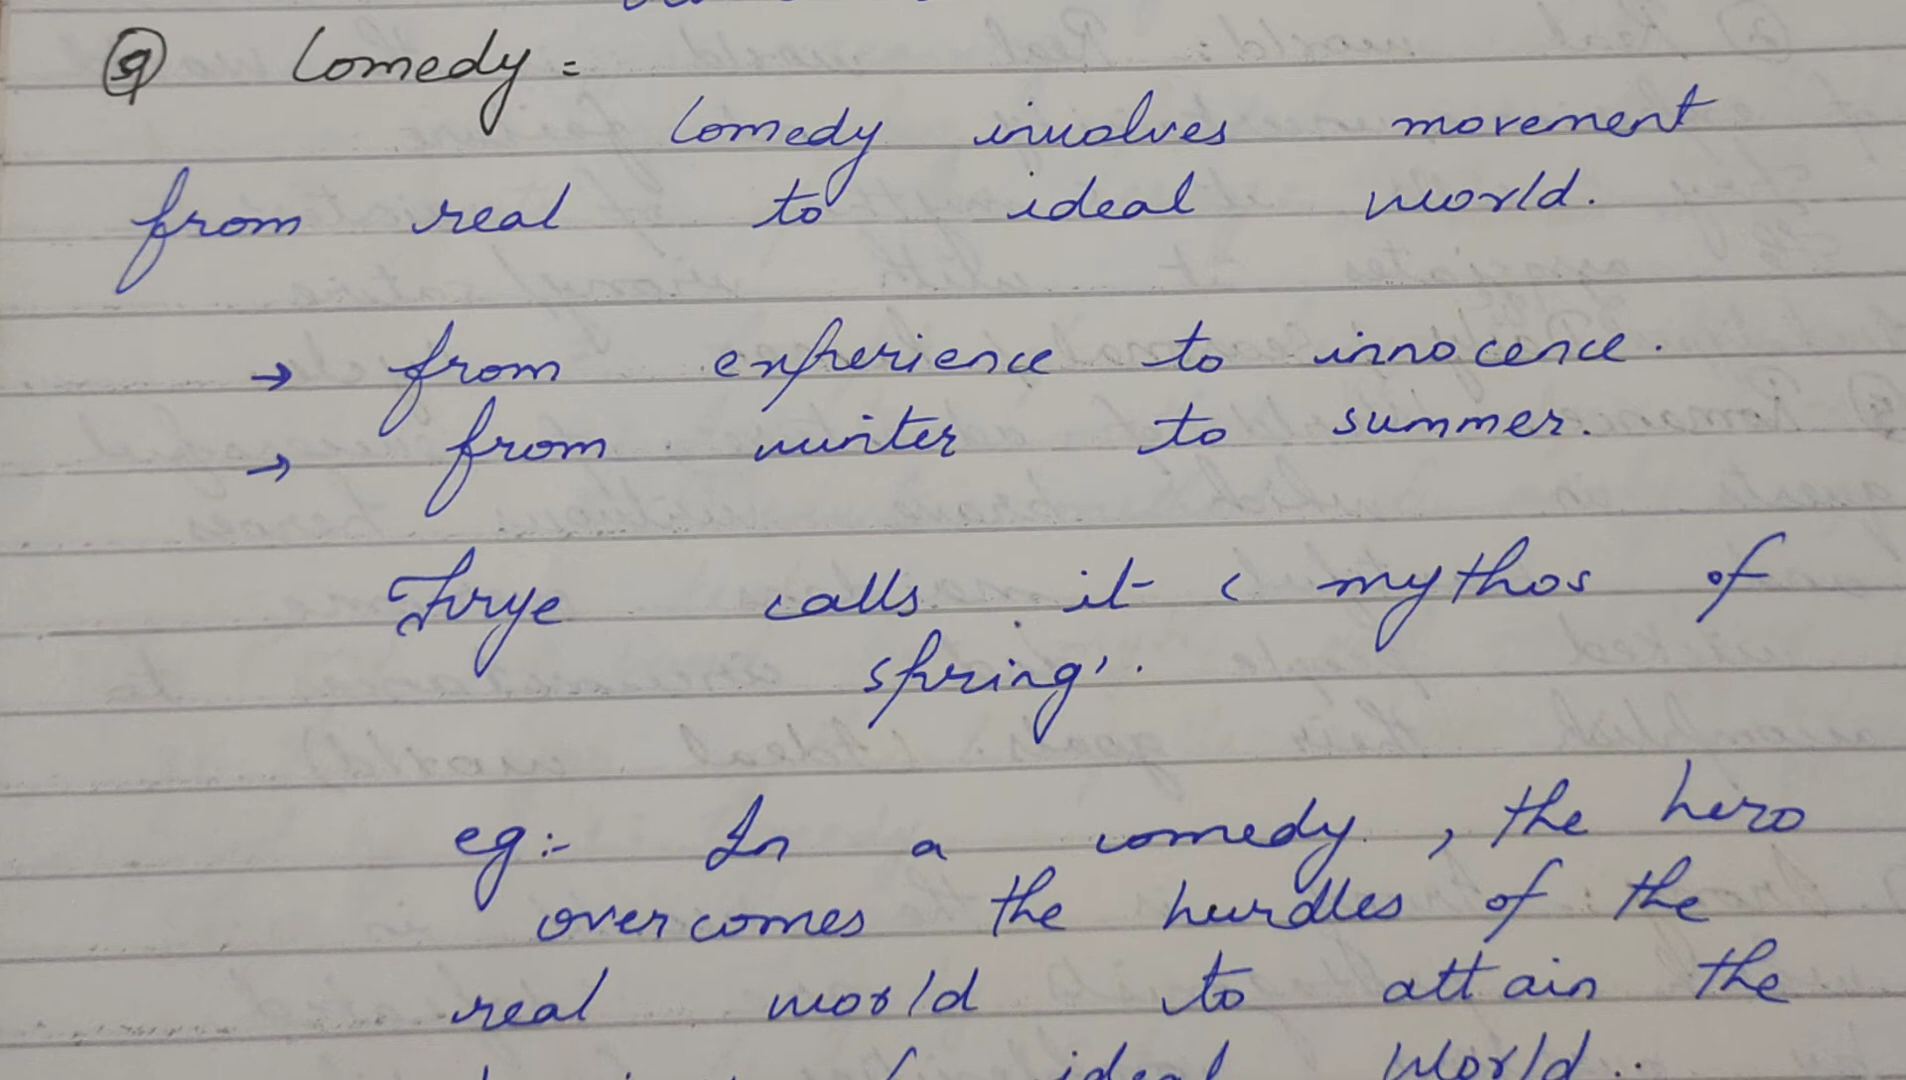 9 Comedy =
Comedy involves movement
from real to ideal world.
→ from experience to innocence.
→ from winter to summer.
Frye calls it ‘ mythos of
spring’.
eg:- In a comedy, the hero
overcomes the hurdles of the
real world to attain the
ideal world..